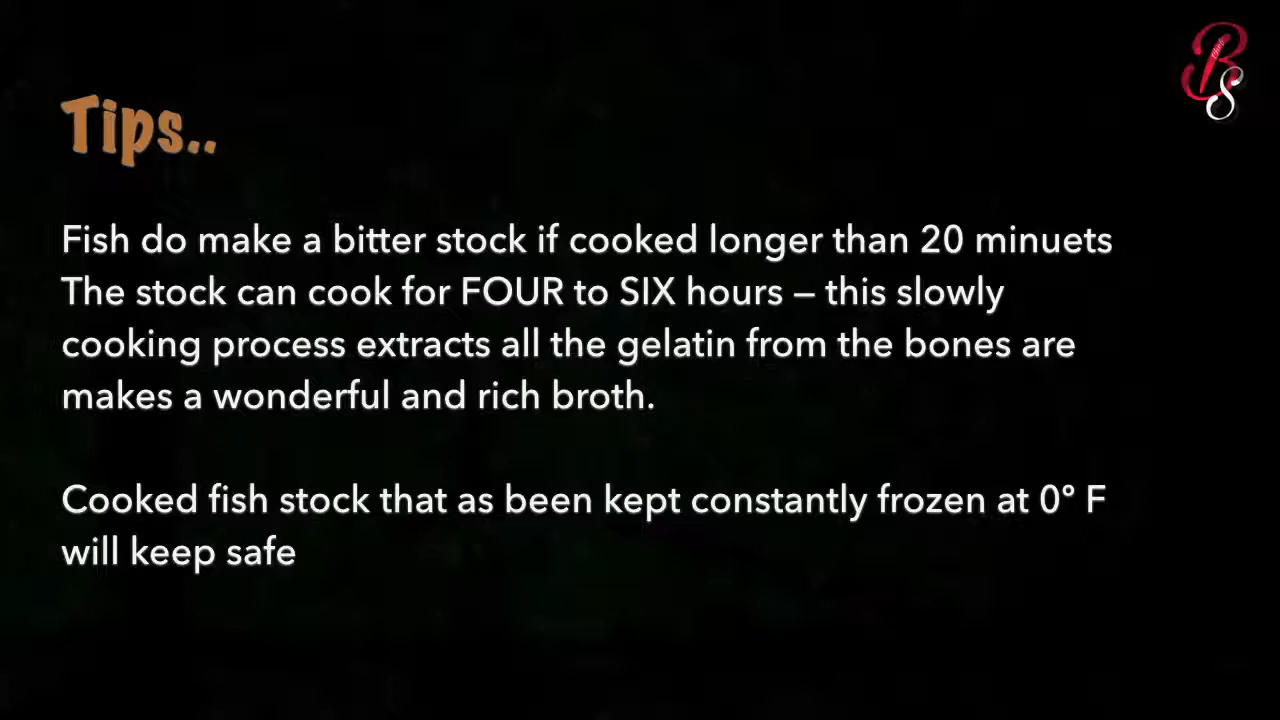 BS
Tips..
Fish do make a bitter stock if cooked longer than 20 minuets
The stock can cook for FOUR to SIX hours – this slowly
cooking process extracts all the gelatin from the bones are
makes a wonderful and rich broth.
Cooked fish stock that as been kept constantly frozen at 0° F
will keep safe